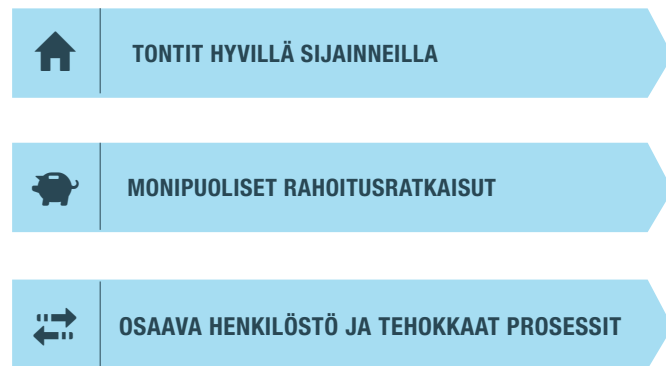 TONTIT HYVILLÄ SIJAINNEILLA
MONIPUOLISET RAHOITUSRATKAISUT
OSAAVA HENKILÖSTÖ JA TEHOKKAAT PROSESSIT